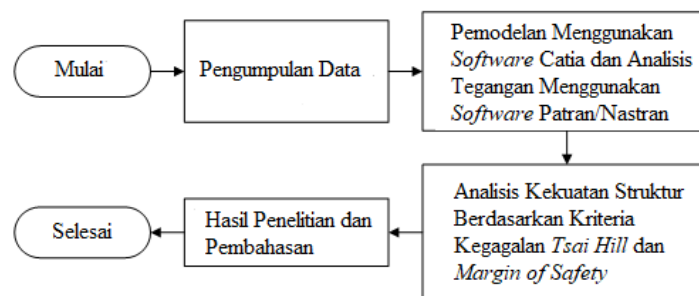 Mulai
Pengumpulan Data
Pemodelan Menggunakan
Software Catia dan Analisis
Tegangan Menggunakan
Software Patran/Nastran
Analisis Kekuatan Struktur
Berdasarkan Kriteria
Kegagalan Tsai Hill dan
Margin of Safety
Hasil Penelitian dan
Pembahasan
Selesai